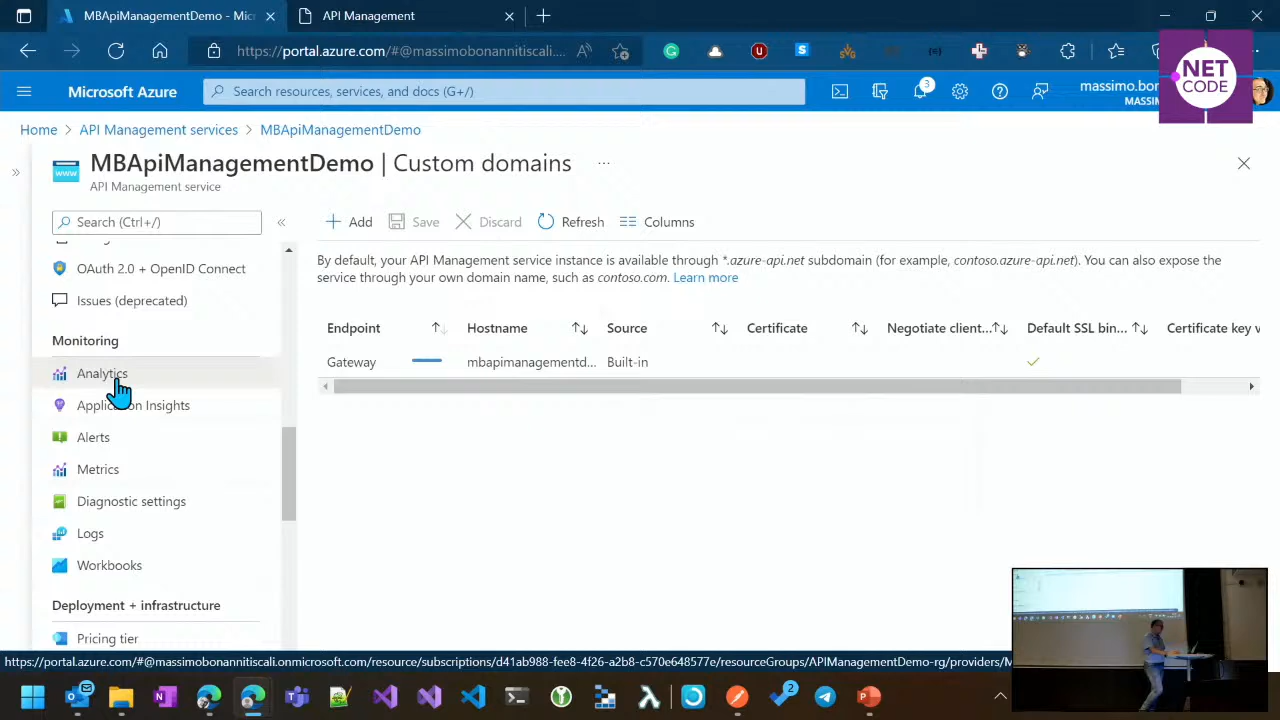 MBApiManagementDemo - Mic
API Management
https://portal.azure.com/#@massimobonannitiscali....
Microsoft Azure
Search resources, services, and docs (G+/)
3
massimo.bon
MASSIM
NET
CODE
Home > API Management services > MBApiManagementDemo
MBApiManagementDemo | Custom domains ...
API Management service
Search (Ctrl+/)
Add
Save
Discard
Refresh
Columns
By default, your API Management service instance is available through *.azure-api.net subdomain (for example, contoso.azure-api.net). You can also expose the
service through your own domain name, such as contoso.com. Learn more
OAuth 2.0 + OpenID Connect
Issues (deprecated)
Monitoring
Analytics
Application Insights
Alerts
Metrics
Diagnostic settings
Logs
Workbooks
Deployment + infrastructure
Pricing tier
Endpoint
Hostname
Source
Certificate
Negotiate client...
Default SSL bin...
Certificate key v
Gateway
mbapimanagementd...
Built-in
https://portal.azure.com/#@massimobonannitiscali.onmicrosoft.com/resource/subscriptions/d41ab988-fee8-4f26-a2b8-c570e648577e/resourceGroups/APIManagementDemo-rg/providers/M
2